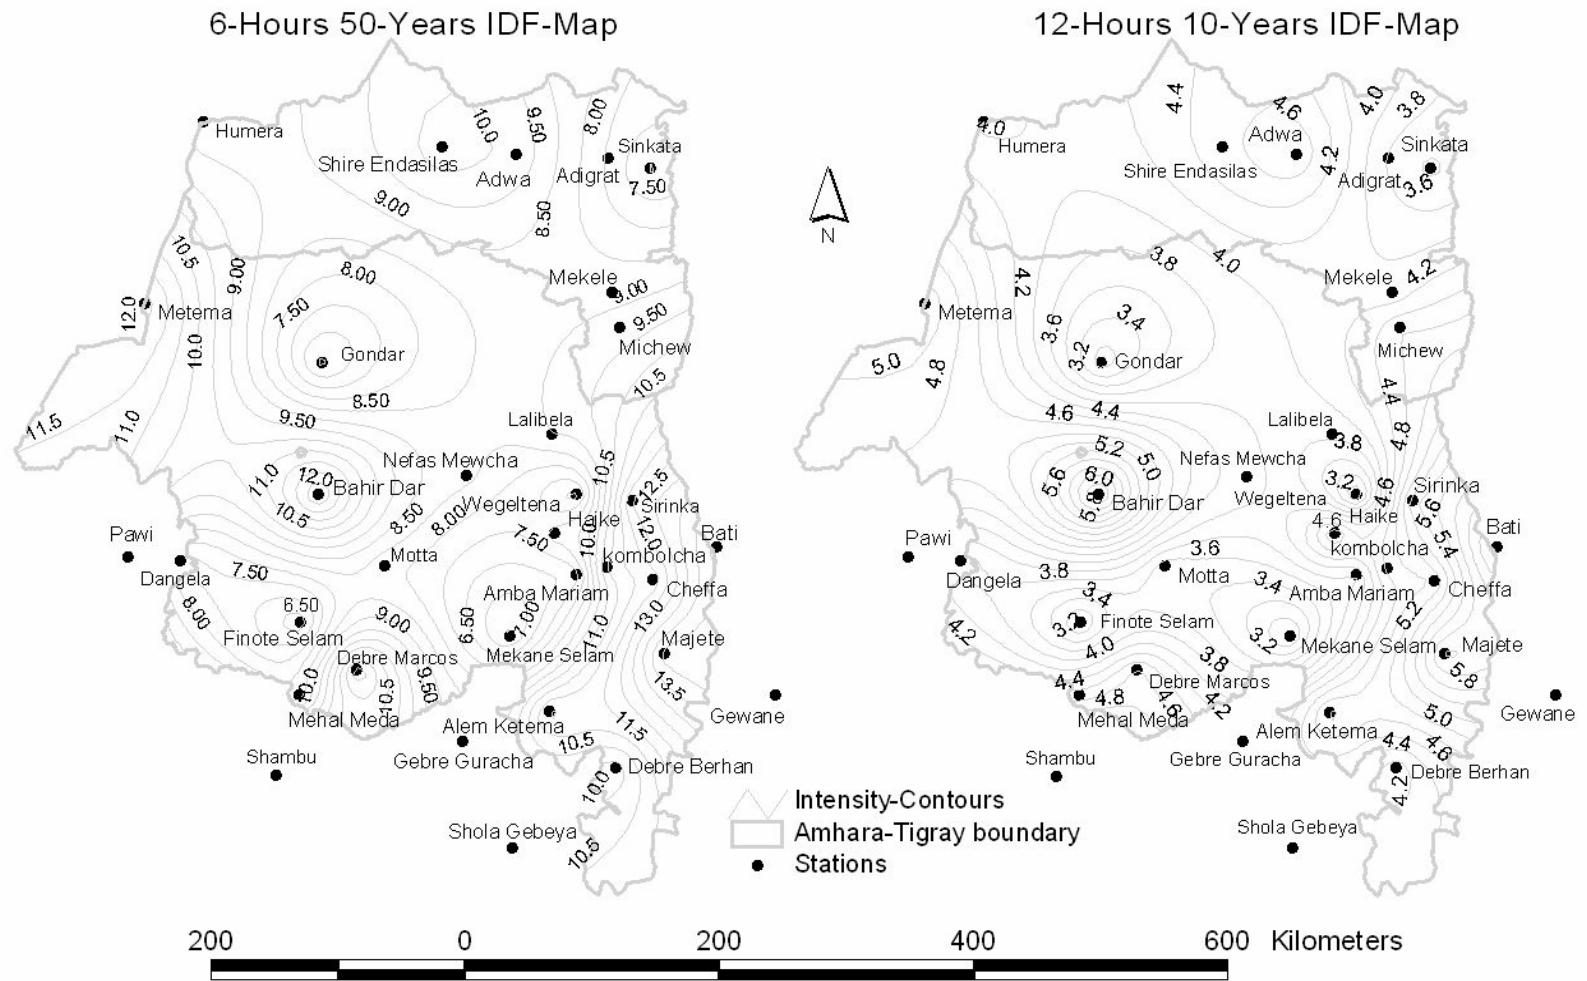 6-Hours 50-Years IDF-Map
10.0
9.50
8.00
Humera
Shire Endasilas
Adwa
Adigrat
Sinkata
7.50
9.00
8.50
10.5
9.00
8.00
Mekele
9.00
12.0
Metema
7.50
9.50
10.0
Gondar
Michew
10.5
11.5
11.0
9.50
8.50
Lalibela
11.0
12.0
Bahir Dar
Nefas Mewcha
10.5
12.5
10.5
8.50
8.00
Wegeltena
Sirinka
Haike
12.0
Pawi
7.50
10.0
Bati
Dangela
7.50
Motta
kombolcha
Amba Mariam
Cheffa
8.00
6.50
9.00
6.50
1.00
11.0
13.0
Finote Selam
Mekane Selam
Majete
Debre Marcos
10.0
10.5
9.50
13.5
Mehal Meda
Alem Ketema
11.5
Gewane
10.5
Shambu
Gebre Guracha
Debre Berhan
10.0
Shola Gebeya
10.5
12-Hours 10-Years IDF-Map
4.4
4.6
4.0
3.8
4.0
Humera
Adwa
Sinkata
Shire Endasilas
4.2
Adigrat
3.6
4.2
3.8
4.0
Mekele
4.2
Metema
3.6
3.4
3.2
Gondar
Michew
5.0
4.8
4.4
4.6
4.4
Lalibela
3.8
4.8
5.2
5.0
Nefas Mewcha
5.6
6.0
5.8
Bahir Dar
Wegeltena
3.2
4.6
Sirinka
Haike
5.6
4.6
Pawi
5.4
Bati
Dangela
3.8
3.6
Motta
kombolcha
Amba Mariam
Cheffa
3.4
3.4
4.2
3.2
Finote Selam
3.2
5.2
4.0
Mekane Selam
Majete
3.8
5.8
4.4
Debre Marcos
4.8
4.6
4.2
Mehal Meda
Alem Ketema
5.0
Gewane
4.4
4.6
Shambu
Gebre Guracha
Debre Berhan
4.2
Shola Gebeya
N
Intensity-Contours
Amhara-Tigray boundary
Stations
200 0 200 400 600 Kilometers